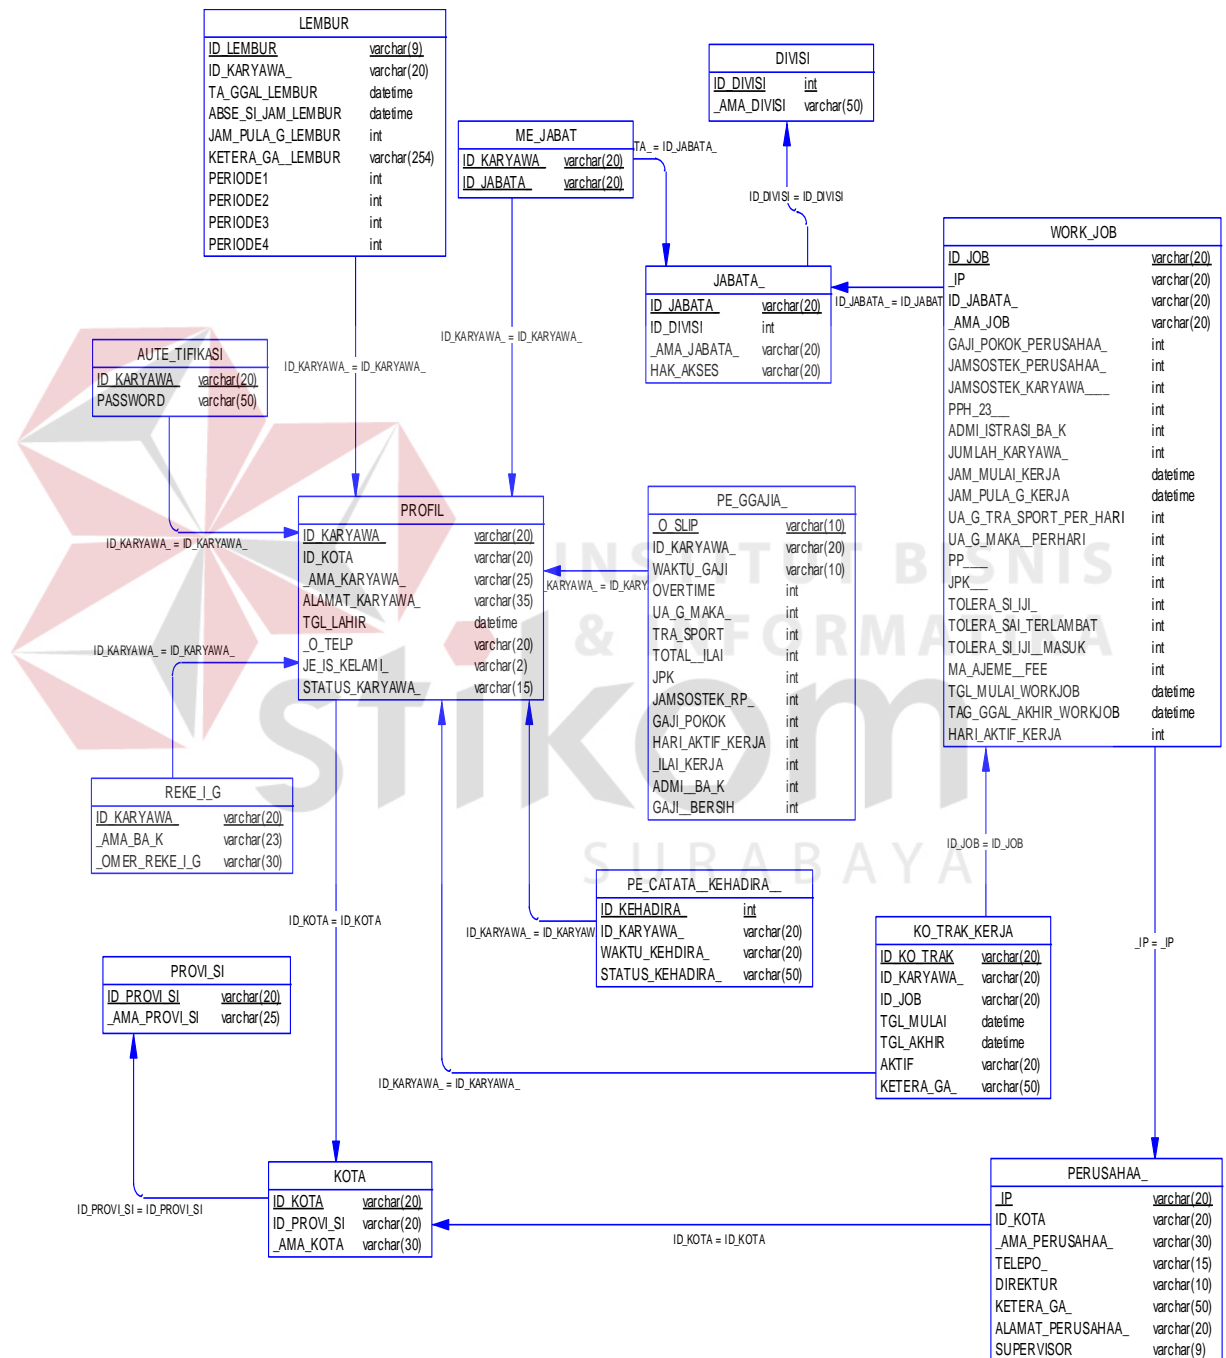 LEMBUR
ID_LEMBUR varchar(9)
ID_KARYAWA_ varchar(20)
TA_GGAL_LEMBUR datetime
ABSE_SI_JAM_LEMBUR datetime
JAM_PULA_G_LEMBUR int
KETERA_GA__LEMBUR varchar(254)
PERIODE1 int
PERIODE2 int
PERIODE3 int
PERIODE4 int
DIVISI
ID_DIVISI int
_AMA_DIVISI varchar(50)
ME_JABAT
ID_KARYAWA_ varchar(20)
ID_JABATA_ varchar(20)
TA_ = ID_JABATA_
ID_DIVISI = ID_DIVISI
WORK_JOB
ID_JOB varchar(20)
_IP varchar(20)
ID_JABATA_ varchar(20)
_AMA_JOB varchar(20)
GAJI_POKOK_PERUSAHAA_ int
JAMSOSTEK_PERUSAHAA_ int
JAMSOSTEK_KARYAWA____ int
PPH_23___ int
ADMI_ISTRASI_BA_K int
JUMLAH_KARYAWA_ int
JAM_MULAI_KERJA datetime
JAM_PULA_G_KERJA datetime
UA_G_TRA_SPORT_PER_HARI int
UA_G_MAKA__PERHARI int
PP____ int
JPK___ int
TOLERA_SI_IJI_ int
TOLERA_SAI_TERLAMBAT int
TOLERA_SI_IJI__MASUK int
MA_AJEME__FEE int
TGL_MULAI_WORKJOB datetime
TAG_GGAL_AKHIR_WORKJOB datetime
HARI_AKTIF_KERJA int
JABATA_
ID_JABATA_ varchar(20)
ID_DIVISI int
_AMA_JABATA_ varchar(20)
HAK_AKSES varchar(20)
ID_JABATA_ = ID_JABAT
ID_KARYAWA_ = ID_KARYAWA_
ID_KARYAWA_ = ID_KARYAWA_
AUTE_TIFIKASI
ID_KARYAWA_ varchar(20)
PASSWORD varchar(50)
ID_KARYAWA_ = ID_KARYAWA_
PROFIL
ID_KARYAWA_ varchar(20)
ID_KOTA varchar(20)
_AMA_KARYAWA_ varchar(25)
ALAMAT_KARYAWA_ varchar(35)
TGL_LAHIR datetime
_O_TELP varchar(20)
JE_IS_KELAMI_ varchar(2)
STATUS_KARYAWA_ varchar(15)
PE_GGAJIA_
_O_SLIP varchar(10)
ID_KARYAWA_ varchar(20)
WAKTU_GAJI varchar(10)
OVERTIME int
UA_G_MAKA_ int
TRA_SPORT int
TOTAL__ILAI int
JPK int
JAMSOSTEK_RP_ int
GAJI_POKOK int
HARI_AKTIF_KERJA int
_ILAI_KERJA int
ADMI__BA_K int
GAJI__BERSIH int
_KARYAWA_ = ID_KARY
INSTITUT BISNIS
& INFORMATIKA
stikom
SURABAYA
ID_KARYAWA_ = ID_KARYAWA_
REKE_I_G
ID_KARYAWA_ varchar(20)
_AMA_BA_K varchar(23)
_OMER_REKE_I_G varchar(30)
ID_JOB = ID_JOB
PE_CATATA__KEHADIRA__
ID_KEHADIRA_ int
ID_KARYAWA_ varchar(20)
WAKTU_KEHDIRA_ varchar(20)
STATUS_KEHADIRA_ varchar(50)
ID_KARYAWA_ = ID_KARYAW
ID_KOTA = ID_KOTA
KO_TRAK_KERJA
ID_KO_TRAK varchar(20)
ID_KARYAWA_ varchar(20)
ID_JOB varchar(20)
TGL_MULAI datetime
TGL_AKHIR datetime
AKTIF varchar(20)
KETERA_GA_ varchar(50)
_IP = _IP
PROVI_SI
ID_PROVI_SI varchar(20)
_AMA_PROVI_SI varchar(25)
ID_KARYAWA_ = ID_KARYAWA_
KOTA
ID_KOTA varchar(20)
ID_PROVI_SI varchar(20)
_AMA_KOTA varchar(30)
ID_PROVI_SI = ID_PROVI_SI
ID_KOTA = ID_KOTA
PERUSAHAA_
_IP varchar(20)
ID_KOTA varchar(20)
_AMA_PERUSAHAA_ varchar(30)
TELEPO_ varchar(15)
DIREKTUR varchar(10)
KETERA_GA_ varchar(50)
ALAMAT_PERUSAHAA_ varchar(20)
SUPERVISOR varchar(9)